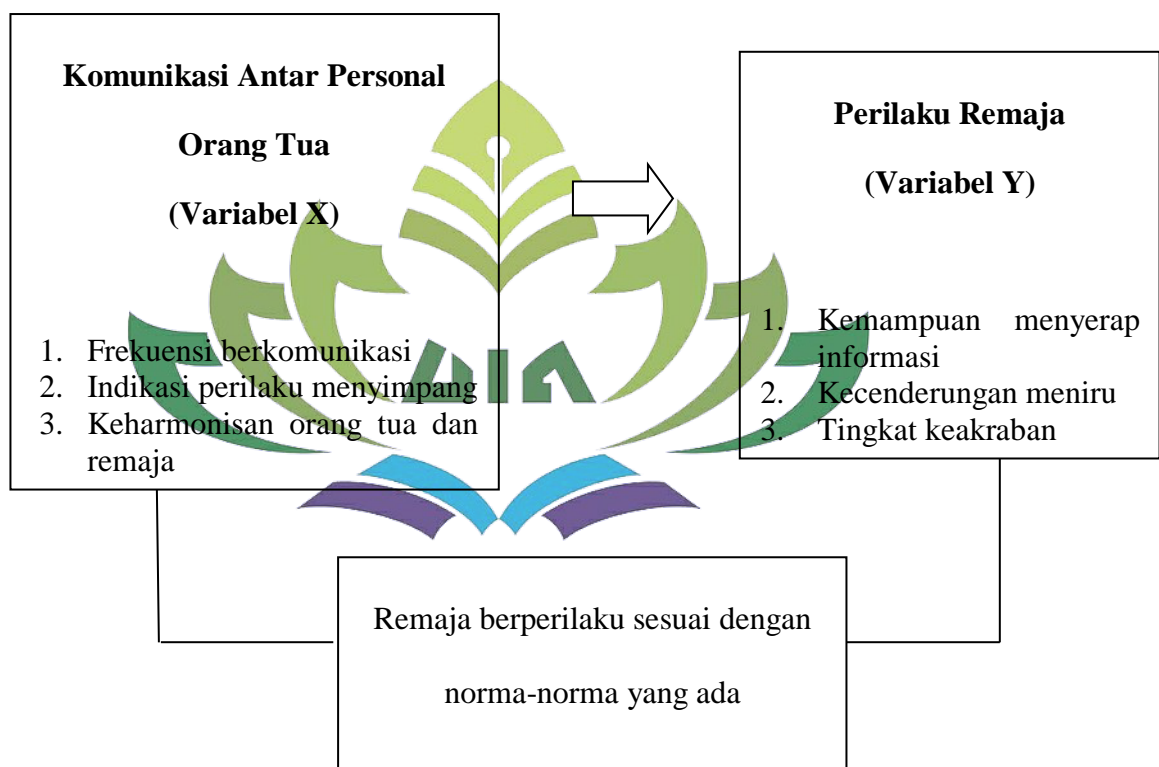 Komunikasi Antar Personal
Orang Tua
(Variabel X)
1. Frekuensi berkomunikasi
2. Indikasi perilaku menyimpang
3. Keharmonisan orang tua dan
remaja
Perilaku Remaja
(Variabel Y)
1. Kemampuan menyerap
informasi
2. Kecenderungan meniru
3. Tingkat keakraban
UIN
Remaja berperilaku sesuai dengan
norma-norma yang ada